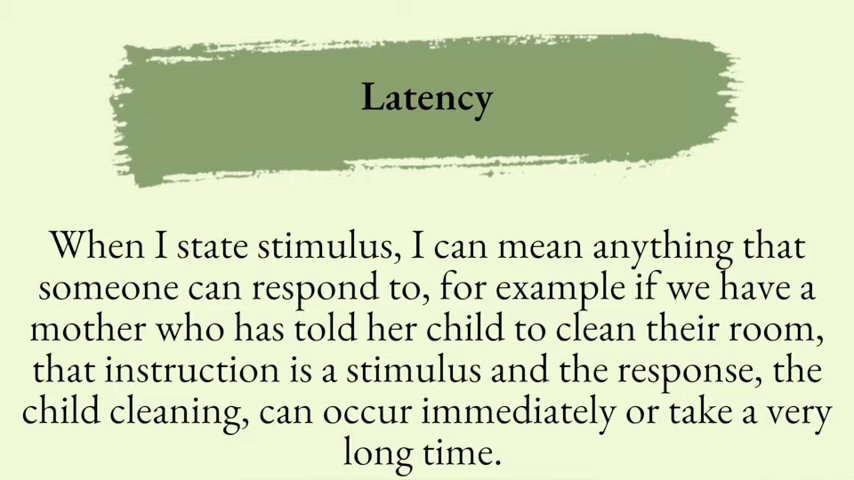 Latency
When I state stimulus, I can mean anything that
someone can respond to, for example if we have a
mother who has told her child to clean their room,
that instruction is a stimulus and the response, the
child cleaning, can occur immediately or take a very
long time.